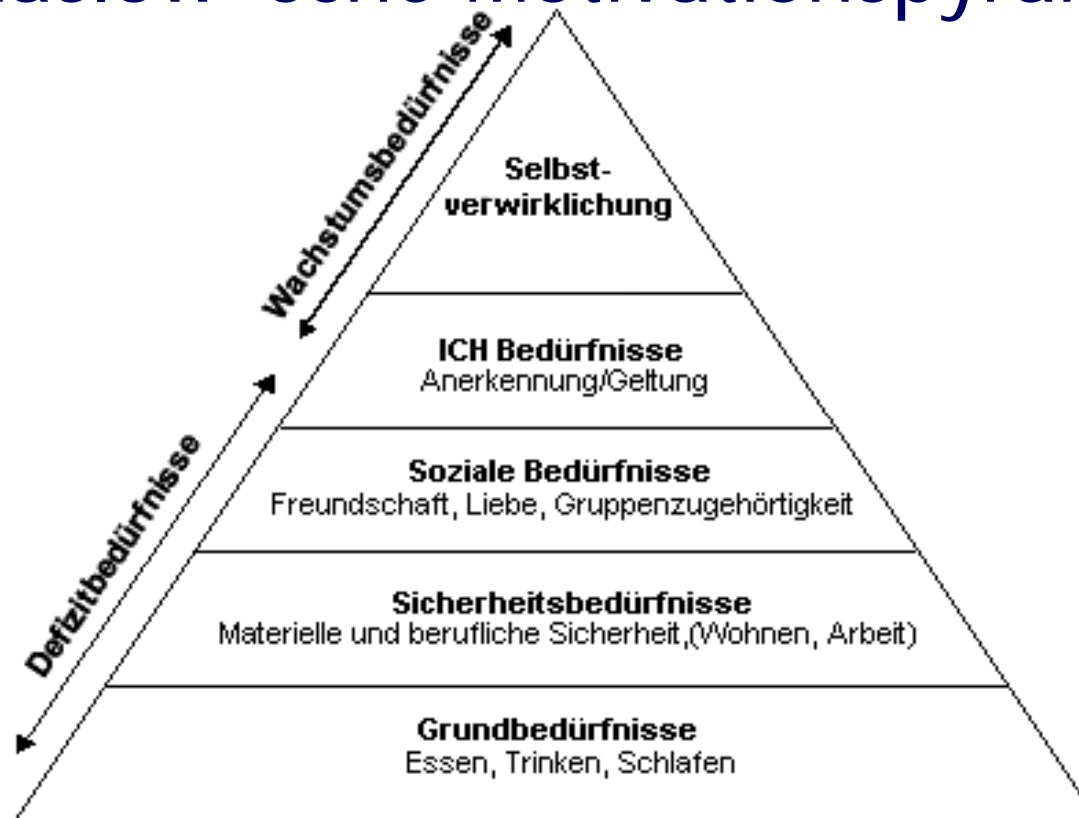 Wachstumsbedürfnisse
Selbst-
verwirklichung
ICH Bedürfnisse
Anerkennung/Geltung
Defizitbedürfnisse
Soziale Bedürfnisse
Freundschaft, Liebe, Gruppenzugehörtigkeit
Sicherheitsbedürfnisse
Materielle und berufliche Sicherheit,(Wohnen, Arbeit)
Grundbedürfnisse
Essen, Trinken, Schlafen